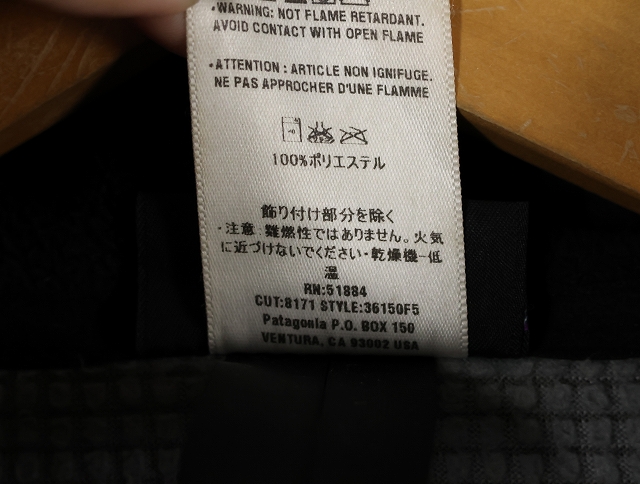 •WARNING: NOT FLAME RETARDANT.
AVOID CONTACT WITH OPEN FLAME
•ATTENTION : ARTICLE NON IGNIFUGE.
NE PAS APPROCHER D'UNE FLAMME
100%ポリエステル
飾り付け部分を除く
・注意：難燃性ではありません。火気
に近づけないでください・乾燥機ー低
温
RN:51884
CUT:8171 STYLE:36150F5
Patagonia P.O. BOX 150
VENTURA, CA 93002 USA